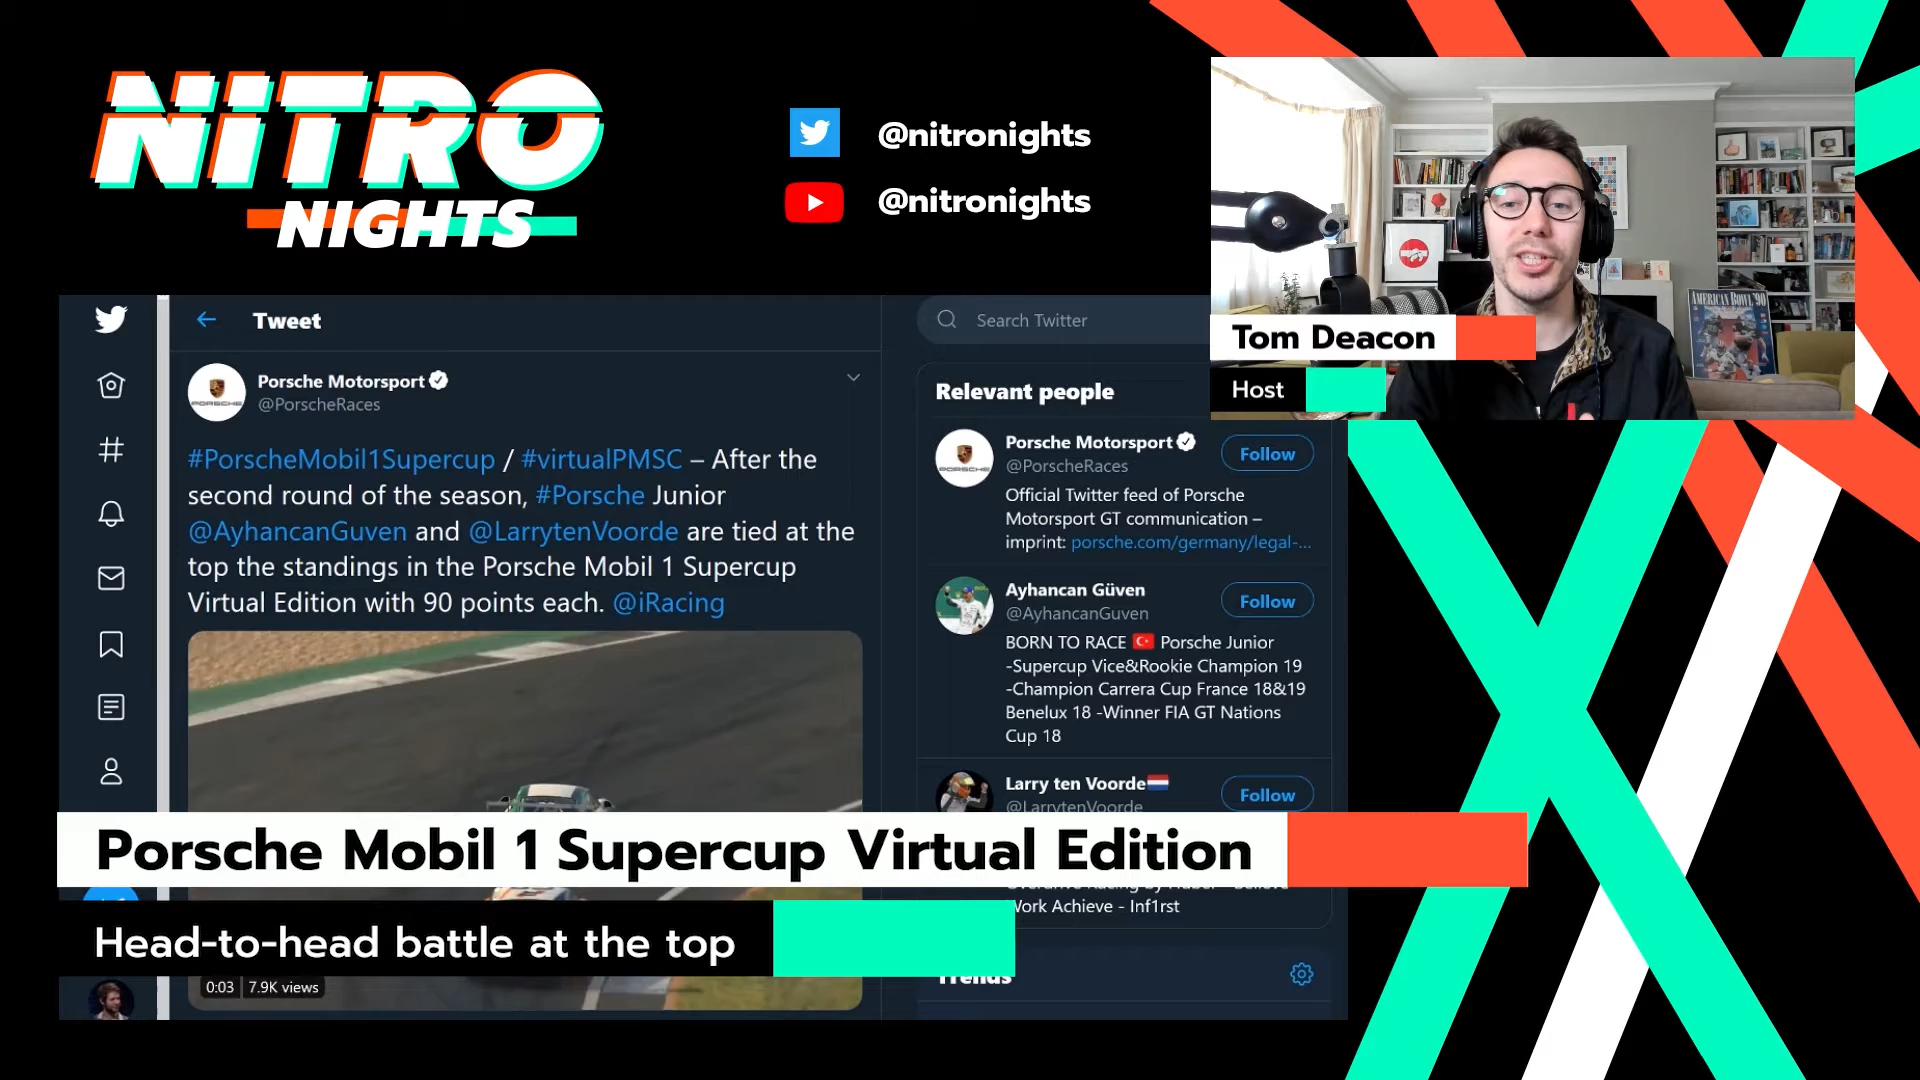 NITRO
NIGHTS
@nitronights
@nitronights
AMERICAN BOWL '90
Tom Deacon
Host
Tweet
Porsche Motorsport
@PorscheRaces
#PorscheMobil1Supercup / #virtualPMSC – After the
second round of the season, #Porsche Junior
@AyhancanGuven and @LarrytenVoorde are tied at the
top the standings in the Porsche Mobil 1 Supercup
Virtual Edition with 90 points each. @iRacing
0:03 7.9K views
Search Twitter
Relevant people
Porsche Motorsport
@PorscheRaces
Follow
Official Twitter feed of Porsche
Motorsport GT communication –
imprint: porsche.com/germany/legal-...
Ayhancan Güven
@AyhancanGuven
Follow
BORN TO RACE Porsche Junior
-Supercup Vice&Rookie Champion 19
-Champion Carrera Cup France 18&19
Benelux 18 -Winner FIA GT Nations
Cup 18
Larry ten Voorde
@LarrytenVoorde
Follow
Work Achieve - Inf1rst
Trends
Porsche Mobil 1 Supercup Virtual Edition
Head-to-head battle at the top